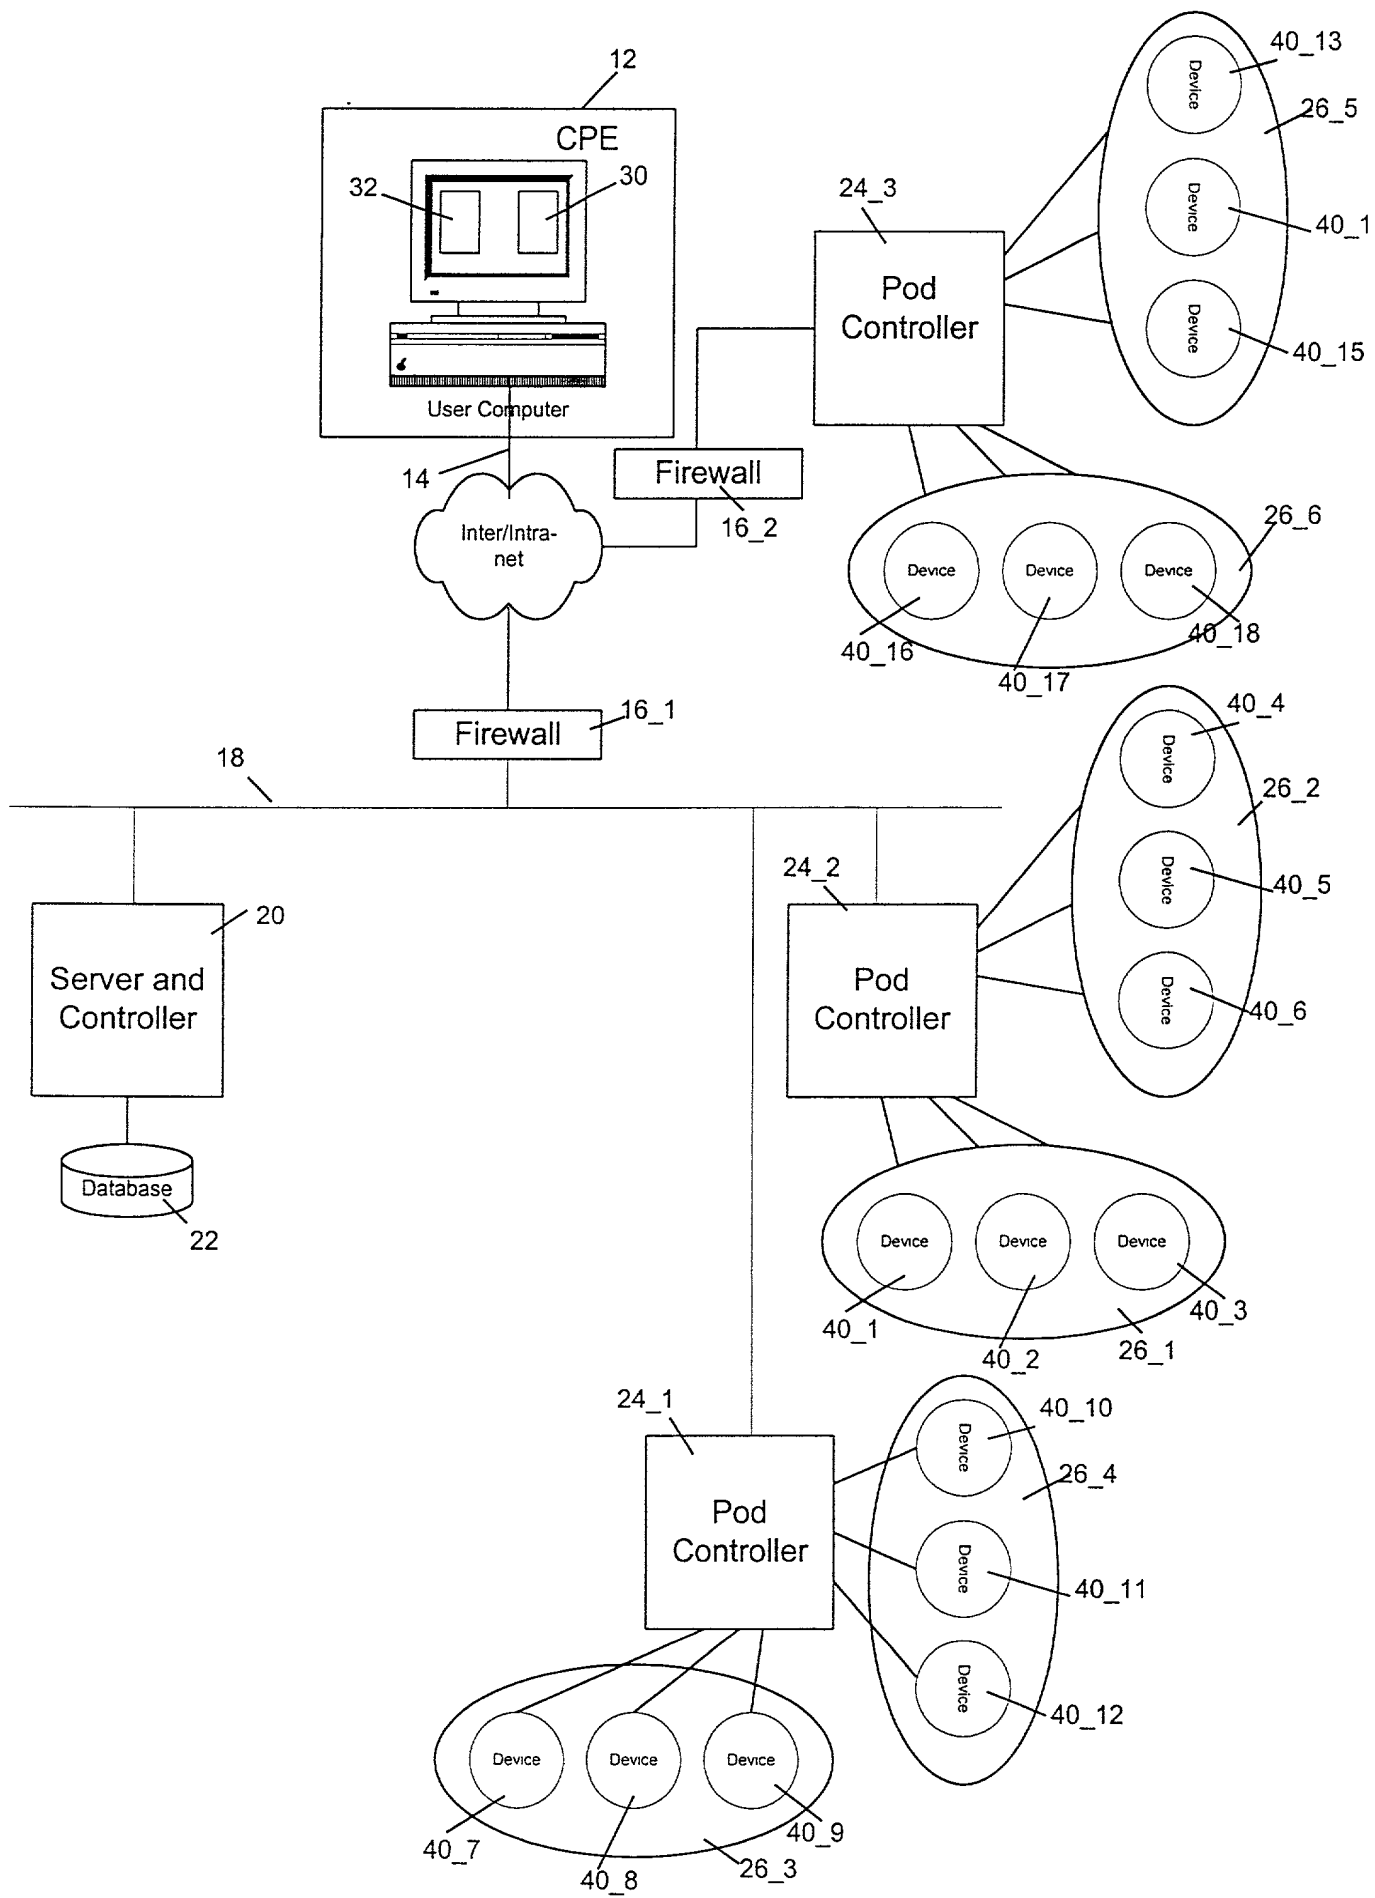 12
CPE
32
30
User Computer
14
Inter/Intra-
net
Firewall
16_2
24_3
Pod
Controller
Device
40_13
26_5
Device
40_1
Device
40_15
26_6
Device
Device
Device
40_16
40_17
40_18
Firewall
16_1
18
20
Server and
Controller
Database
22
24_2
Pod
Controller
40_4
Device
26_2
Device
40_5
Device
40_6
Device
Device
Device
40_1
40_2
40_3
26_1
24_1
Pod
Controller
40_10
Device
26_4
Device
40_11
Device
40_12
Device
Device
Device
40_7
40_8
40_9
26_3